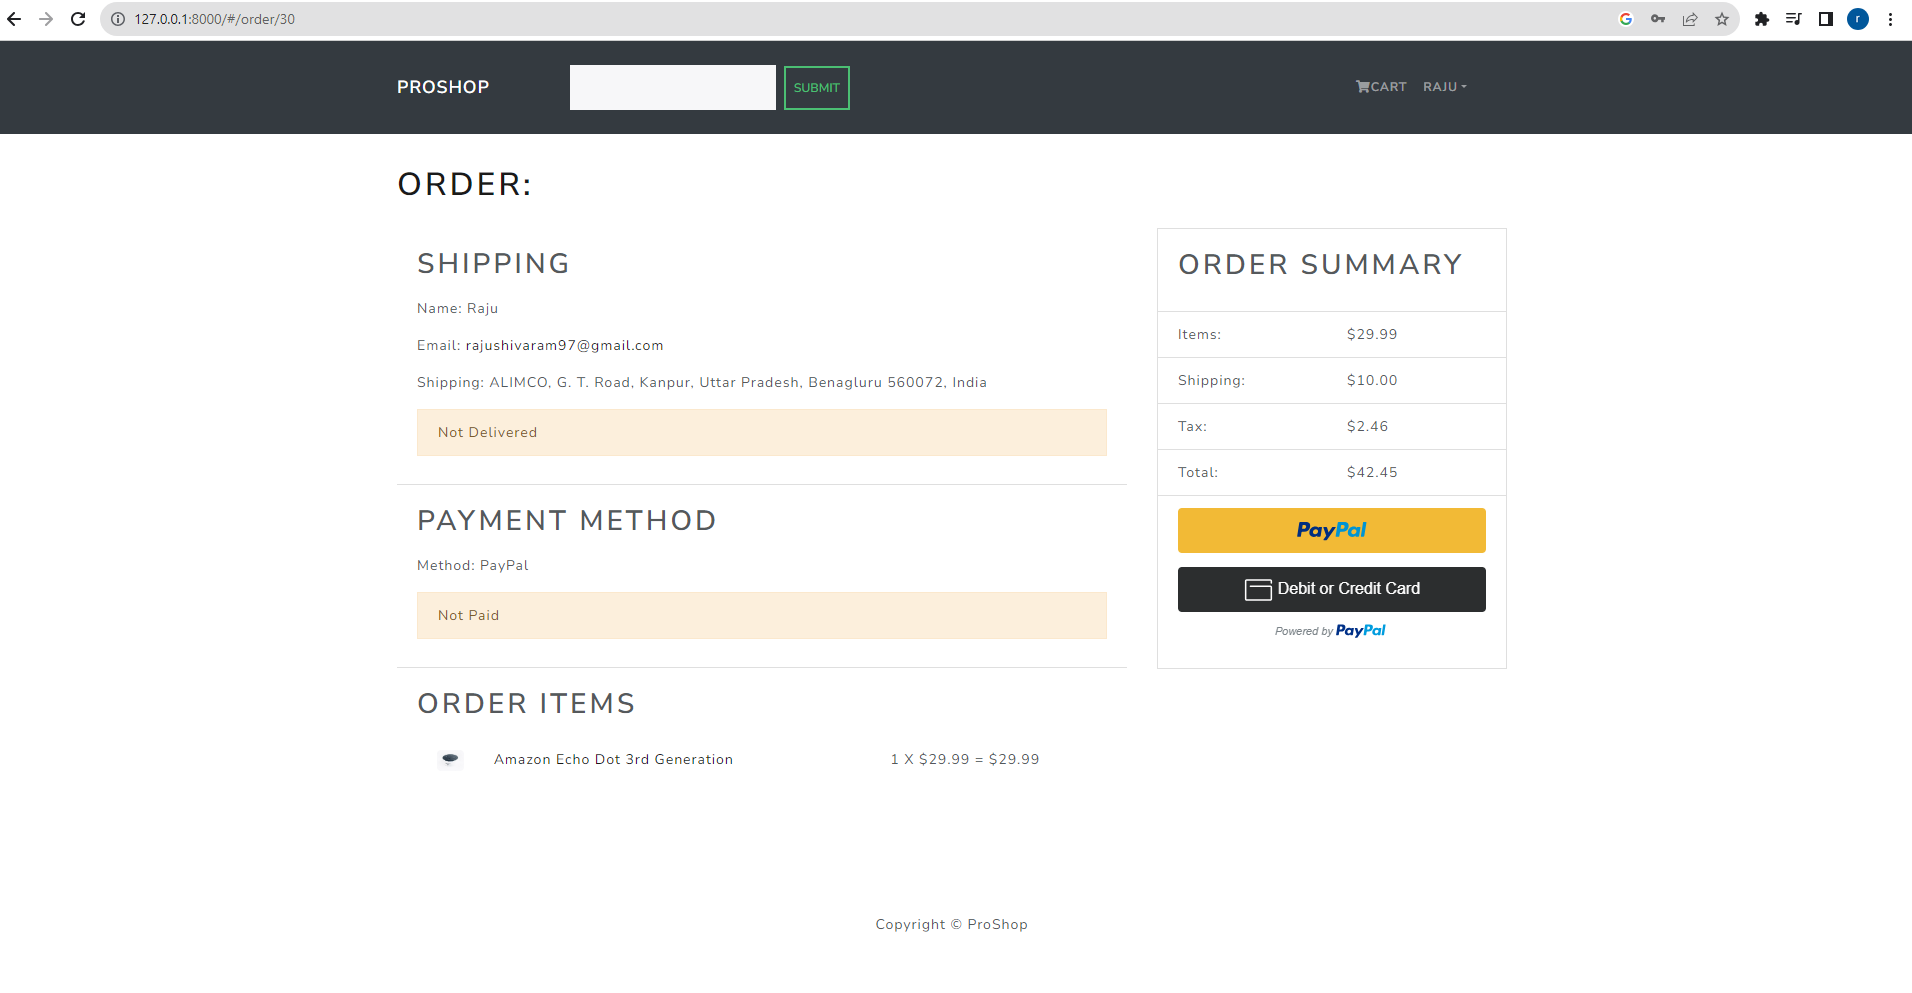 127.0.0.1:8000/#/order/30
r
PROSHOP
SUBMIT
CART
RAJU
ORDER:
SHIPPING
Name: Raju
Email: rajushivaram97@gmail.com
Shipping: ALIMCO, G. T. Road, Kanpur, Uttar Pradesh, Benagluru 560072, India
Not Delivered
PAYMENT METHOD
Method: PayPal
Not Paid
ORDER ITEMS
Amazon Echo Dot 3rd Generation 1 X $29.99 = $29.99
ORDER SUMMARY
Items: $29.99
Shipping: $10.00
Tax: $2.46
Total: $42.45
PayPal
Debit or Credit Card
Powered by PayPal
Copyright © ProShop